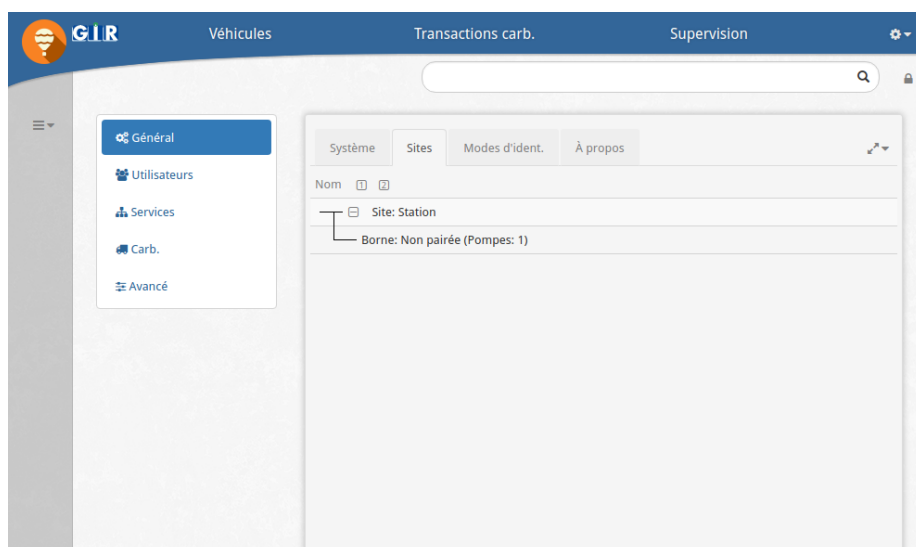 GIR Véhicules Transactions carb. Supervision
Général
Utilisateurs
Services
Carb.
Avancé
Système Sites Modes d'ident. À propos
Nom 1 2
Site: Station
Borne: Non pairée (Pompes: 1)